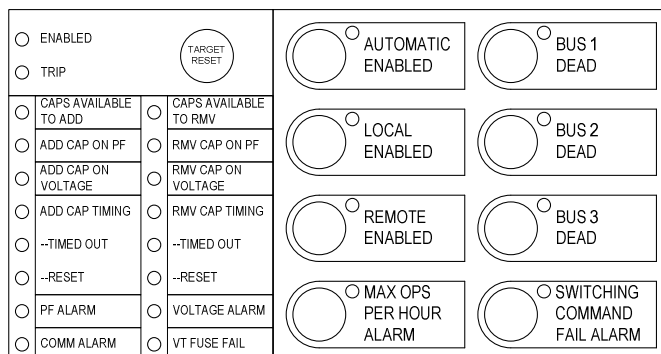 ENABLED
TRIP
TARGET
RESET
CAPS AVAILABLE
TO ADD
ADD CAP ON PF
ADD CAP ON
VOLTAGE
ADD CAP TIMING
--TIMED OUT
--RESET
PF ALARM
COMM ALARM
CAPS AVAILABLE
TO RMV
RMV CAP ON PF
RMV CAP ON
VOLTAGE
RMV CAP TIMING
--TIMED OUT
--RESET
VOLTAGE ALARM
VT FUSE FAIL
AUTOMATIC
ENABLED
LOCAL
ENABLED
REMOTE
ENABLED
MAX OPS
PER HOUR
ALARM
BUS 1
DEAD
BUS 2
DEAD
BUS 3
DEAD
SWITCHING
COMMAND
FAIL ALARM